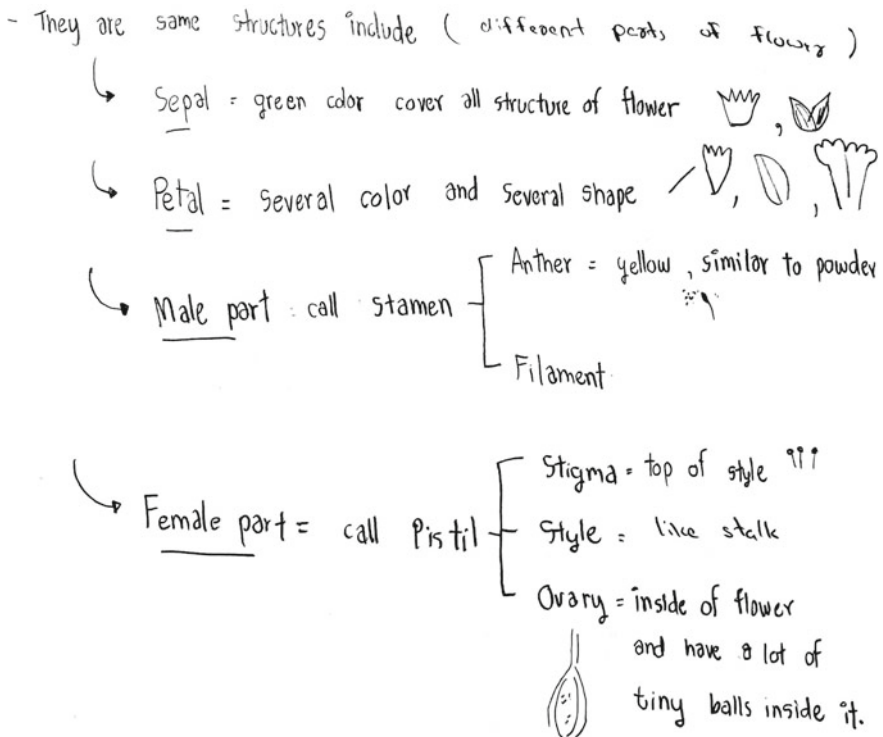 - They are same structures include ( different parts of flower )
Sepal = green color cover all structure of flower
Petal = several color and several shape
Male part : call stamen
Anther = yellow , similar to powder
Filament
Female part = call Pistil
Stigma = top of style
Style = like stalk
Ovary = inside of flower
and have a lot of
tiny balls inside it.